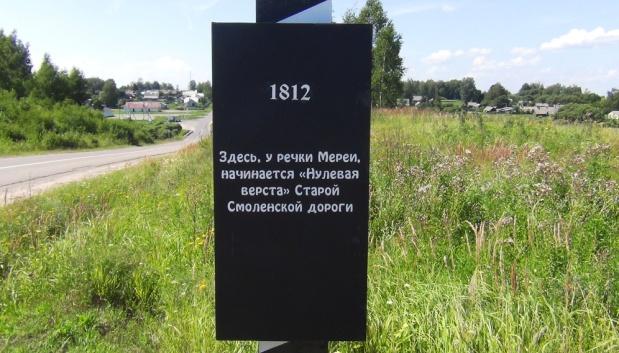 1812
Здесь, у речки Мереи,
начинается «Нулевая
верста» Старой
Смоленской дороги